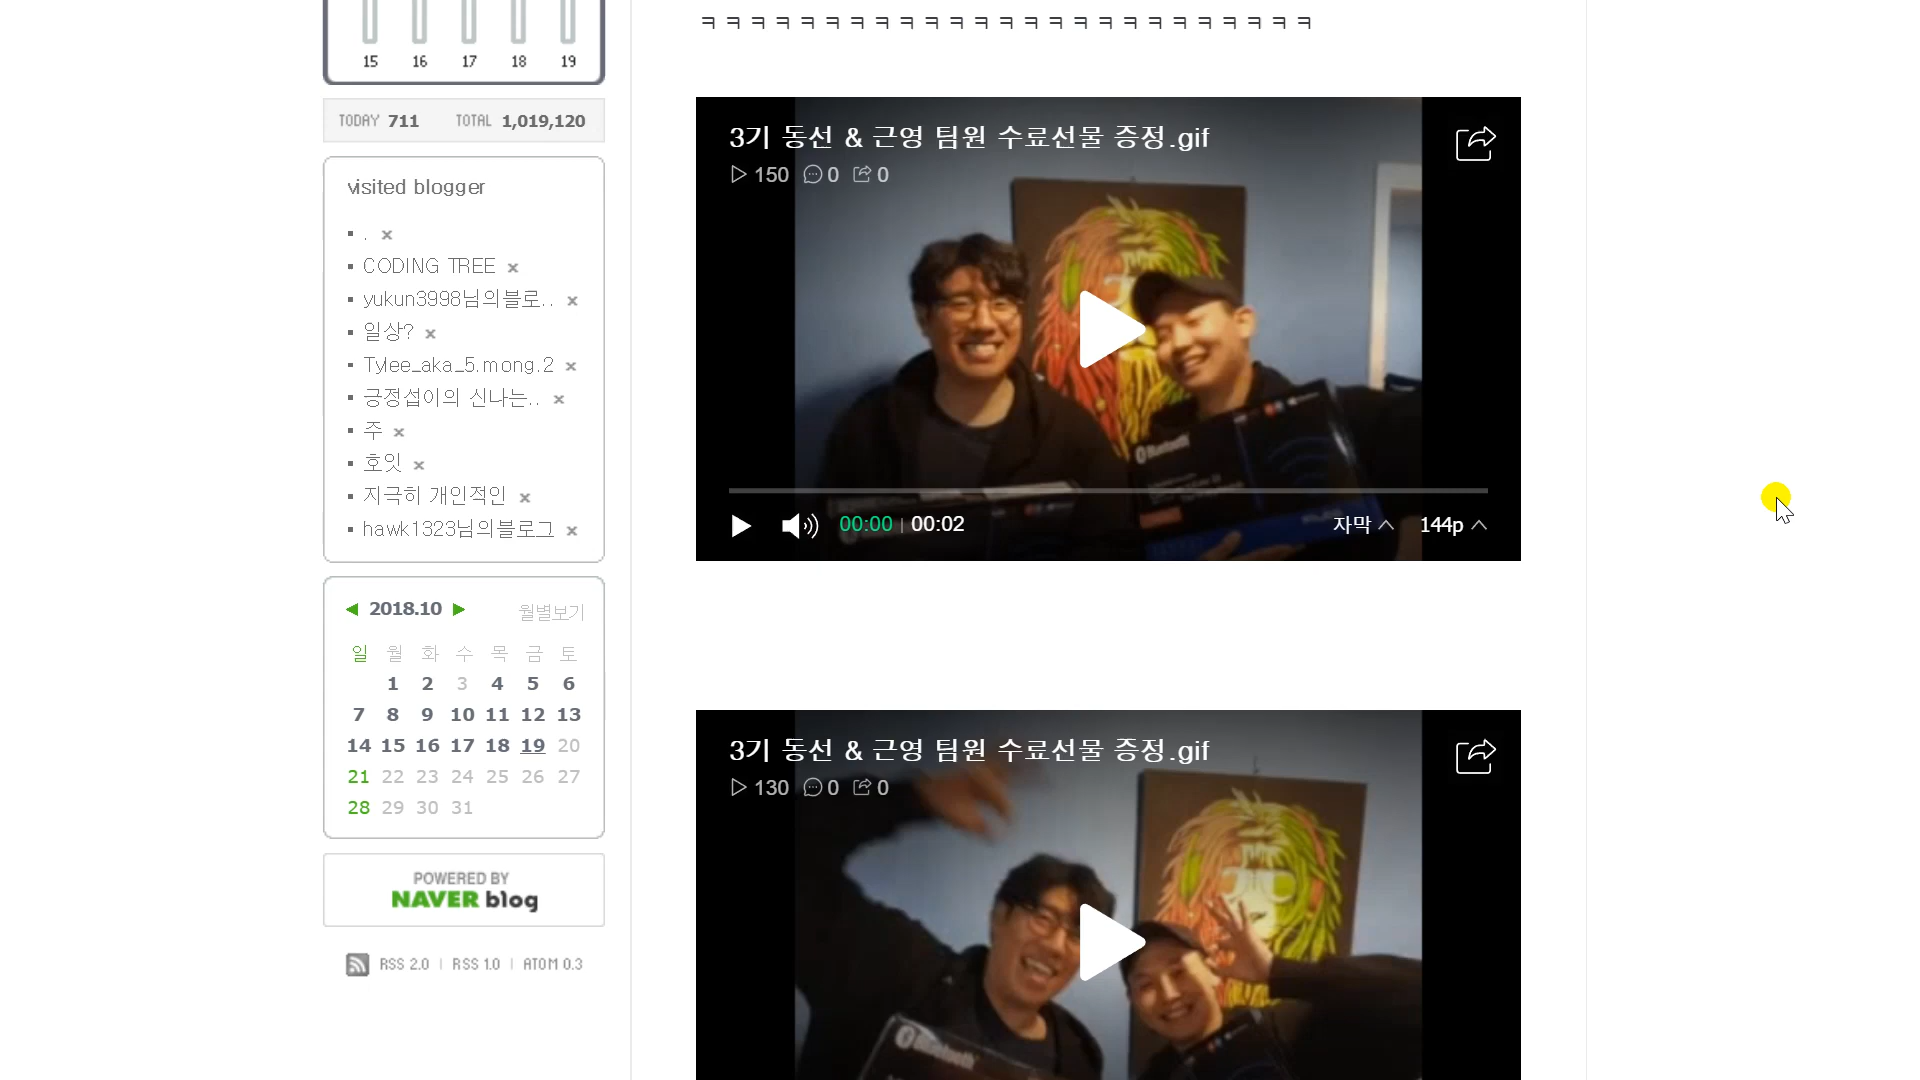 15 16 17 18 19
TODAY 711 TOTAL 1,019,120
visited blogger
.
CODING TREE
yukun3998님의블로..
일상?
Tylee_aka_5.mong.2
긍정섭이의 신나는..
주
호잇
지극히 개인적인
hawk1323님의블로그
2018.10 월별보기
일 월 화 수 목 금 토
1 2 3 4 5 6
7 8 9 10 11 12 13
14 15 16 17 18 19 20
21 22 23 24 25 26 27
28 29 30 31
POWERED BY
NAVER blog
RSS 2.0 | RSS 1.0 | ATOM 0.3
ㅋㅋㅋㅋㅋㅋㅋㅋㅋㅋㅋㅋㅋㅋㅋㅋㅋㅋㅋㅋㅋㅋㅋㅋㅋ
3기 동선 & 근영 팀원 수료선물 증정.gif
150 0 0
Bluetooth
00:00 | 00:02 자막 144p
3기 동선 & 근영 팀원 수료선물 증정.gif
130 0 0
Bluetooth